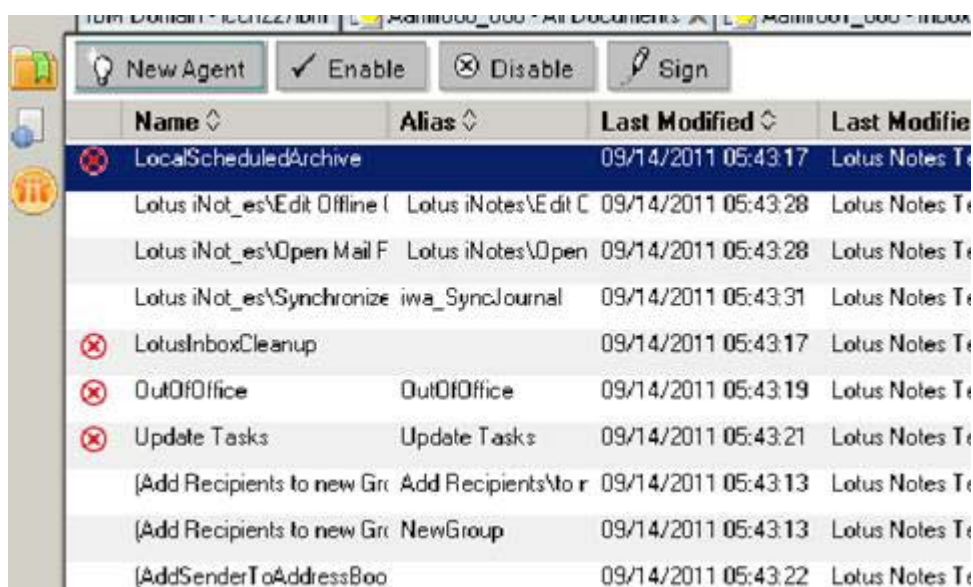 IBM Domain - All Documents Inbox
New Agent Enable Disable Sign
Name Alias Last Modified Last Modifie
LocalScheduledArchive 09/14/2011 05:43:17 Lotus Notes Te
Lotus iNot_es\Edit Offline ( Lotus iNotes\Edit C 09/14/2011 05:43:28 Lotus Notes Te
Lotus iNot_es\Open Mail F Lotus iNotes\Open 09/14/2011 05:43:28 Lotus Notes Te
Lotus iNot_es\Synchronize iwa_SyncJournal 09/14/2011 05:43:31 Lotus Notes Te
LotusInboxCleanup 09/14/2011 05:43:17 Lotus Notes Te
OutOfOffice OutOfOffice 09/14/2011 05:43:19 Lotus Notes Te
Update Tasks Update Tasks 09/14/2011 05:43:21 Lotus Notes Te
(Add Recipients to new Grc Add Recipients\to r 09/14/2011 05:43:13 Lotus Notes Te
(Add Recipients to new Grc NewGroup 09/14/2011 05:43:13 Lotus Notes Te
(AddSenderToAddressBoo 09/14/2011 05:43:22 Lotus Notes Te